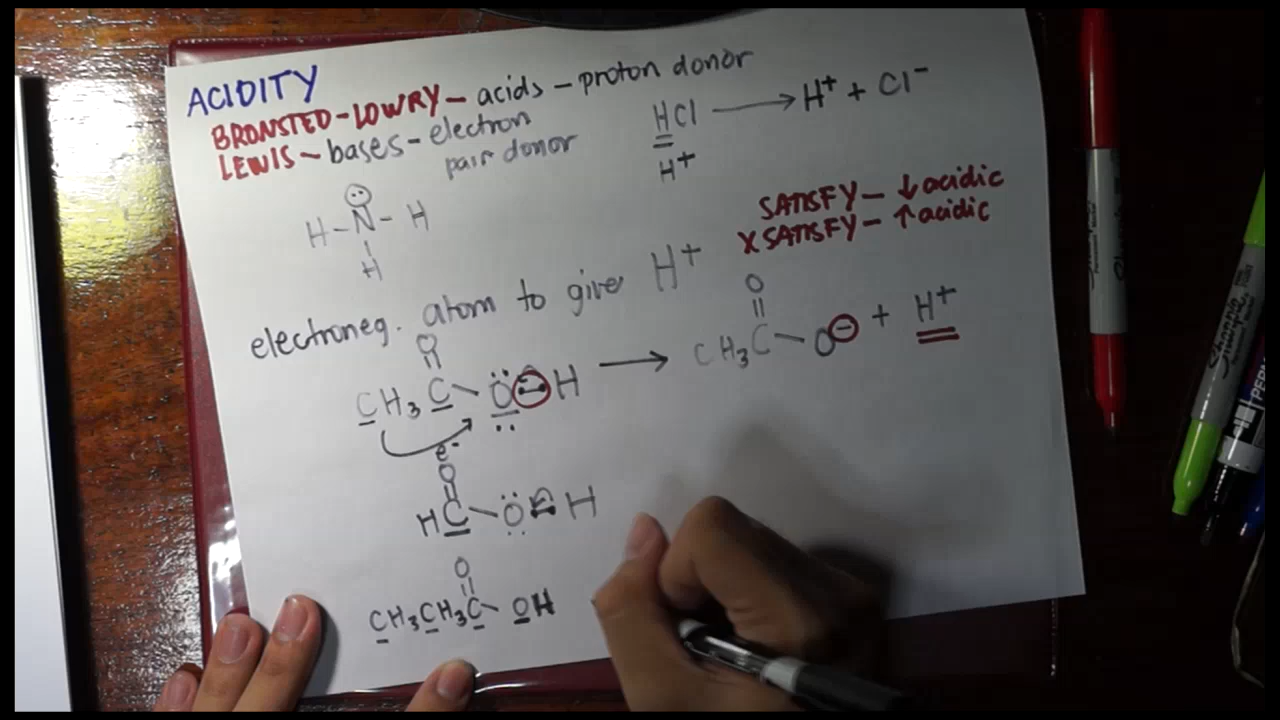 ACIDITY
BRONSTED-LOWRY - acids - proton donor
LEWIS - bases - electron
pair donor
HCl → H⁺ + Cl⁻
H⁺
H-N-H
H
SATISFY - ↓ acidic
X SATISFY - ↑ acidic
electroneg. atom to give H⁺
O
CH₃C-O-H → CH₃C-O⁻ + H⁺
O
e⁻
O
HC-O-H
O
CH₃CH₃C-OH